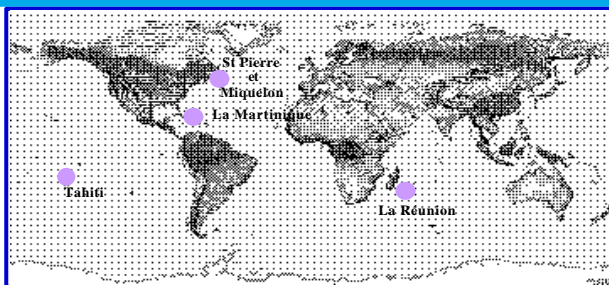 St Pierre
et
Miquelon
La Martinique
Tahiti
La Réunion